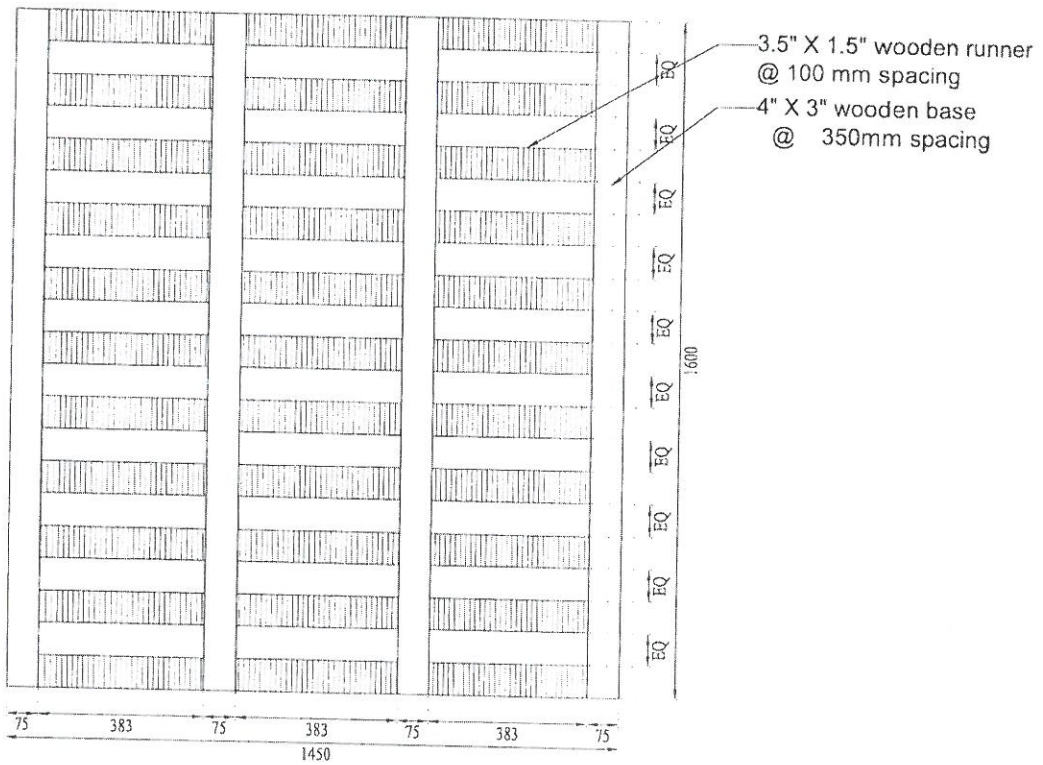 3.5" X 1.5" wooden runner
@ 100 mm spacing
4" X 3" wooden base
@ 350mm spacing
EQ
EQ
EQ
EQ
EQ
EQ
EQ
EQ
EQ
EQ
1600
75 383 75 383 75 383 75
1450